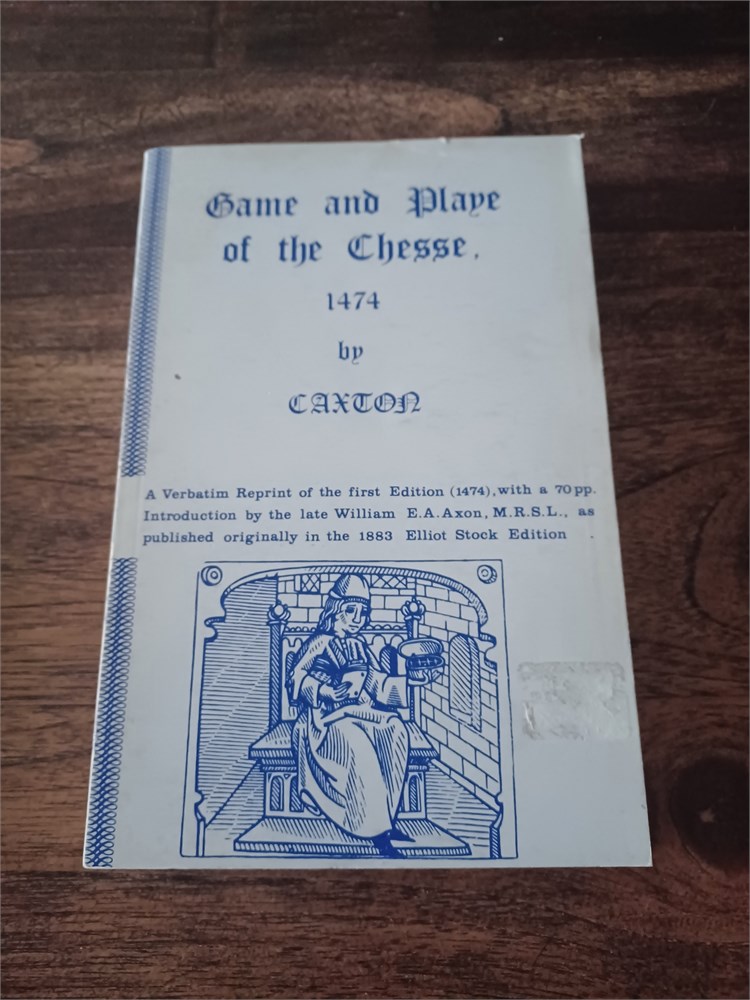 Game and Playe
of the Chesse.
1474
by
CAXTON
A Verbatim Reprint of the first Edition (1474), with a 70 pp.
Introduction by the late William E. A. Axon, M.R.S.L., as
published originally in the 1883 Elliot Stock Edition .